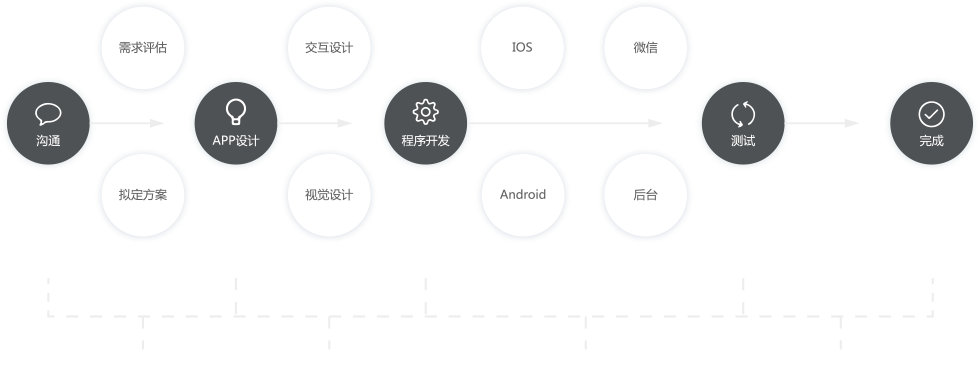 需求评估
交互设计
IOS
微信
沟通
APP设计
程序开发
测试
完成
拟定方案
视觉设计
Android
后台